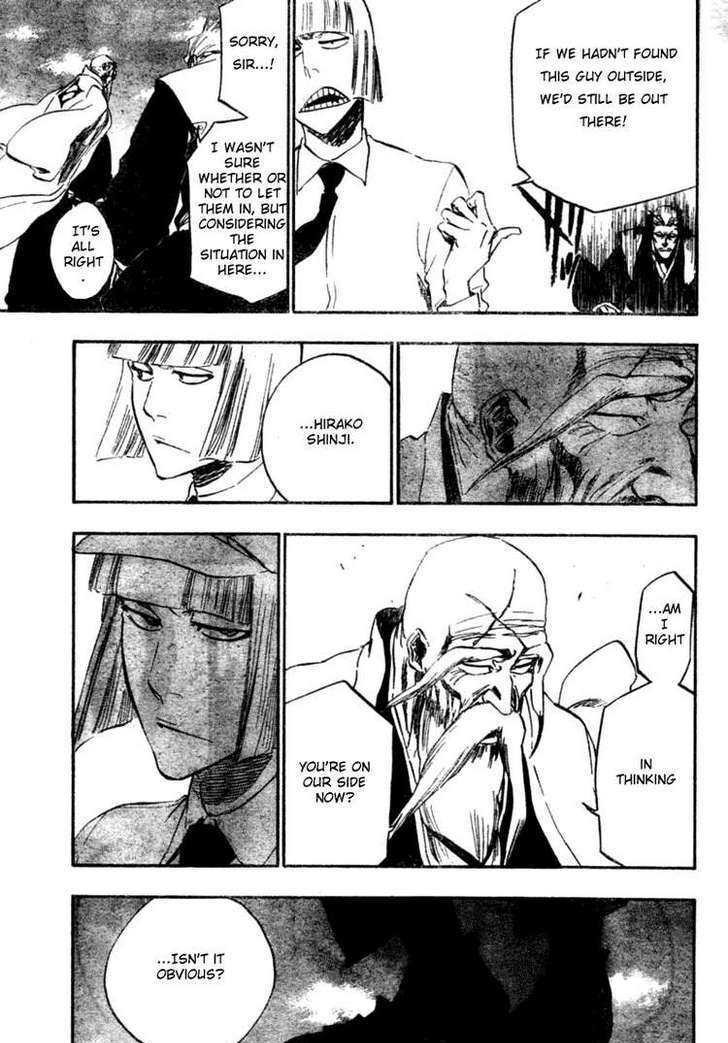 IF WE HADN'T FOUND
THIS GUY OUTSIDE,
WE'D STILL BE OUT
THERE!
SORRY,
SIR...!
I WASN'T
SURE
WHETHER OR
NOT TO LET
THEM IN, BUT
CONSIDERING
THE
SITUATION IN
HERE...
IT'S
ALL
RIGHT
.
...HIRAKO
SHINJI.
...AM
I
RIGHT
IN
THINKING
YOU'RE ON
OUR SIDE
NOW?
...ISN'T IT
OBVIOUS?